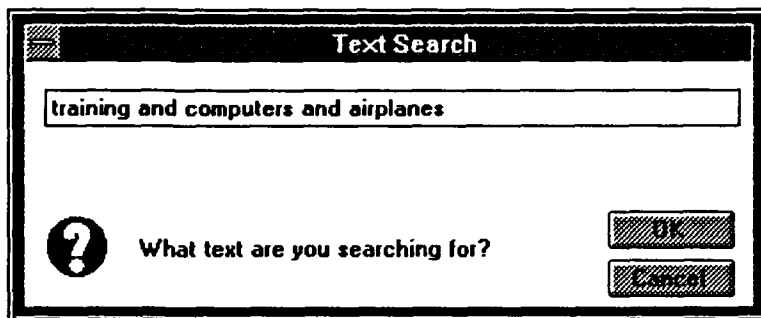 Text Search
training and computers and airplanes
What text are you searching for?
OK
Cancel